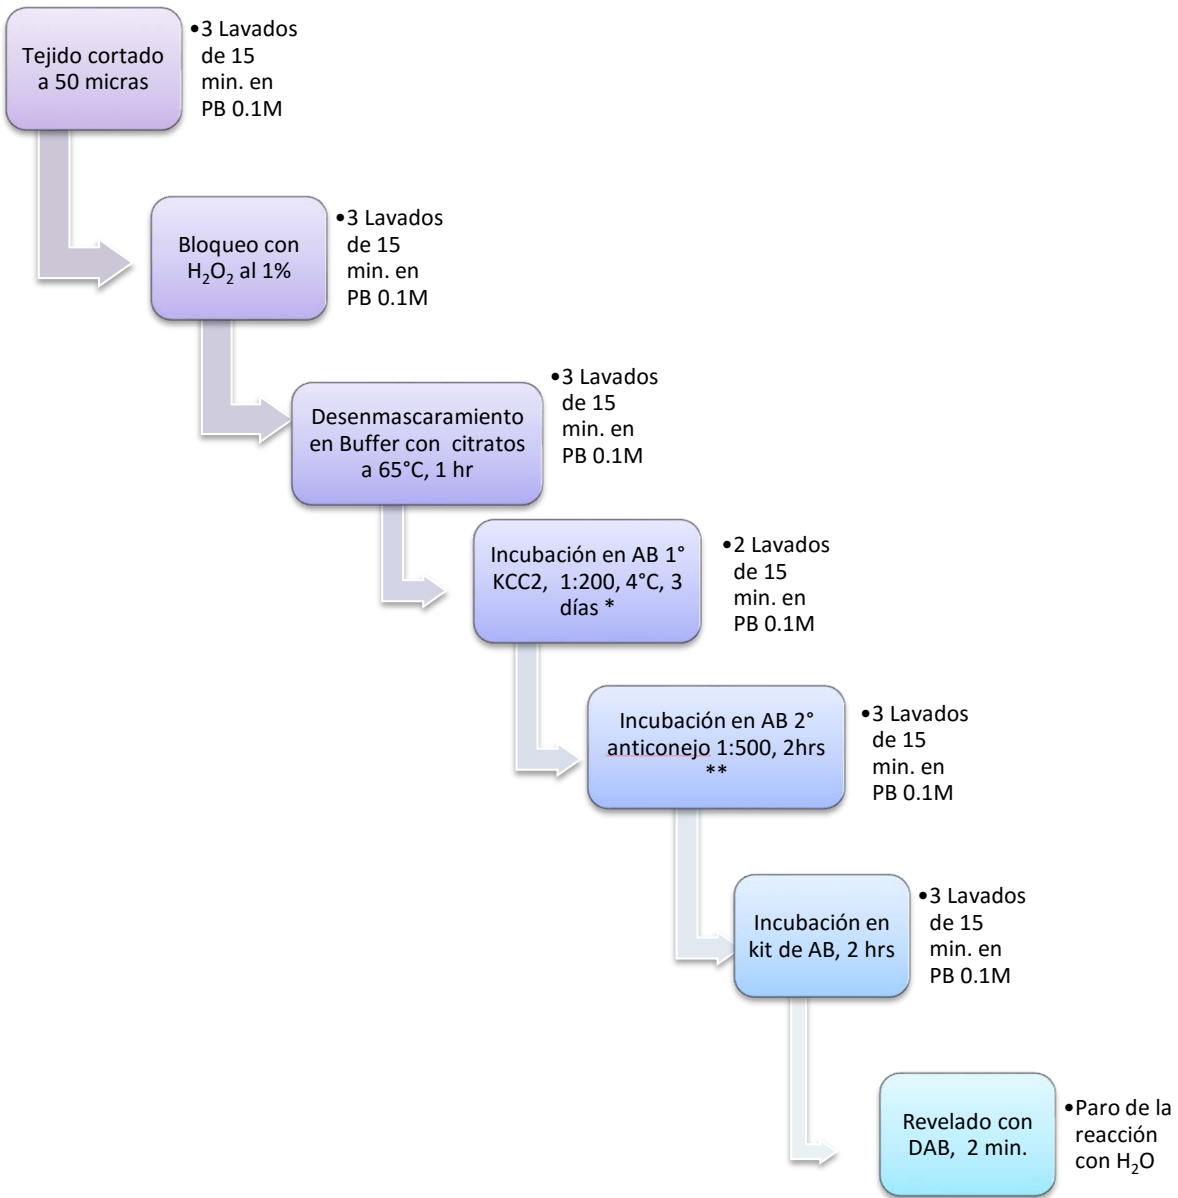 Tejido cortado
a 50 micras
•3 Lavados
de 15
min. en
PB 0.1M
Bloqueo con
H₂O₂ al 1%
•3 Lavados
de 15
min. en
PB 0.1M
Desenmascaramiento
en Buffer con citratos
a 65°C, 1 hr
•3 Lavados
de 15
min. en
PB 0.1M
Incubación en AB 1°
KCC2, 1:200, 4°C, 3
días *
•2 Lavados
de 15
min. en
PB 0.1M
Incubación en AB 2°
anticonejo 1:500, 2hrs
**
•3 Lavados
de 15
min. en
PB 0.1M
Incubación en
kit de AB, 2 hrs
•3 Lavados
de 15
min. en
PB 0.1M
Revelado con
DAB, 2 min.
•Paro de la
reacción
con H₂O